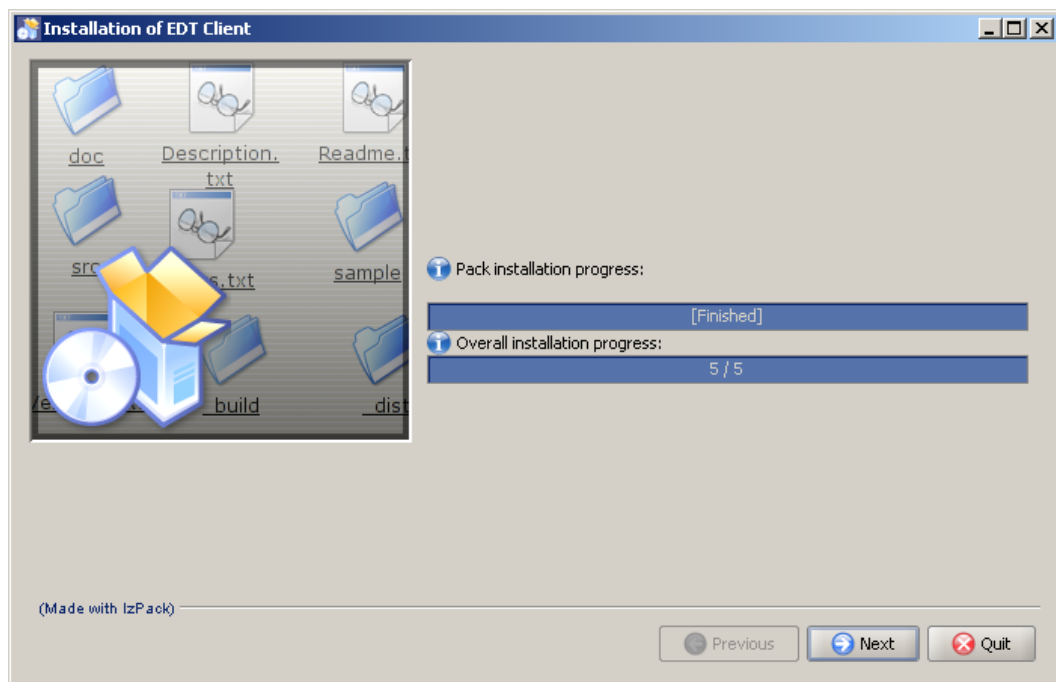 Installation of EDT Client
doc
Description.
txt
Readme.t
src
s.txt
sample
Pack installation progress:
[Finished]
Overall installation progress:
5 / 5
build
dist
(Made with IzPack)
Previous
Next
Quit